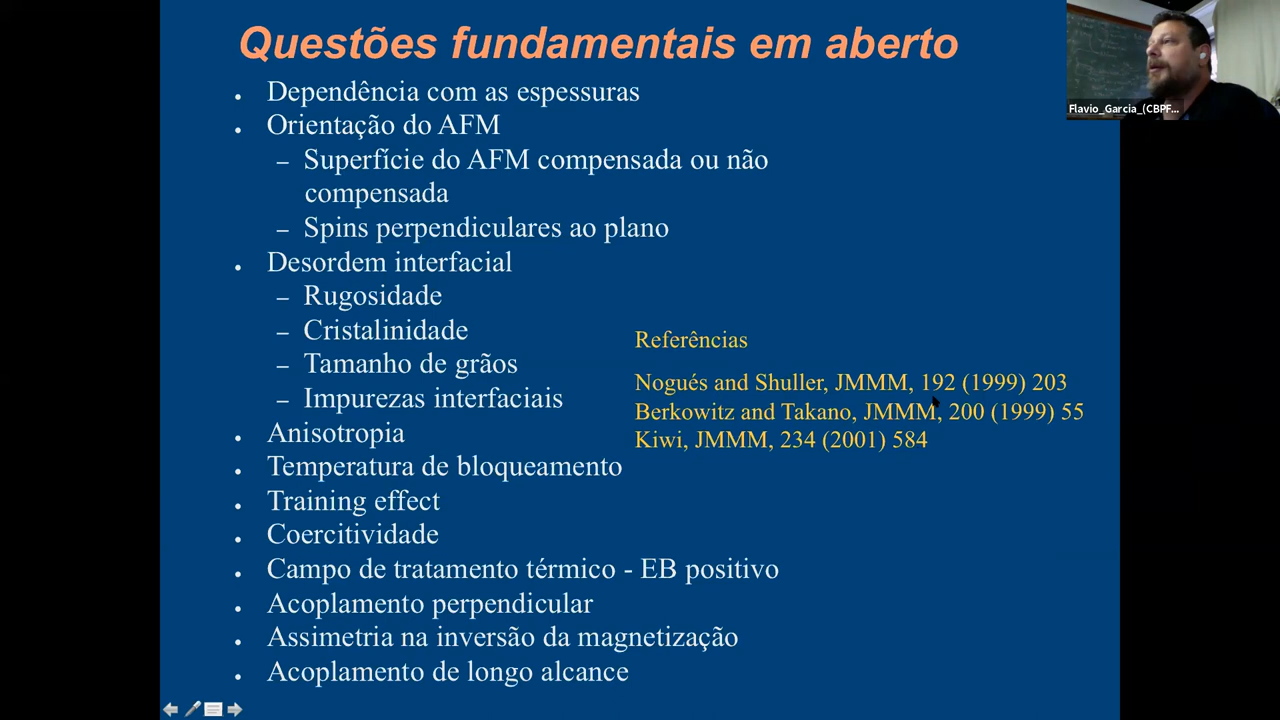 Questões fundamentais em aberto
• Dependência com as espessuras
• Orientação do AFM
– Superfície do AFM compensada ou não
compensada
– Spins perpendiculares ao plano
• Desordem interfacial
– Rugosidade
– Cristalinidade
– Tamanho de grãos
– Impurezas interfaciais
• Anisotropia
• Temperatura de bloqueamento
• Training effect
• Coercitividade
• Campo de tratamento térmico - EB positivo
• Acoplamento perpendicular
• Assimetria na inversão da magnetização
• Acoplamento de longo alcance
Referências
Nogués and Shuller, JMMM, 192 (1999) 203
Berkowitz and Takano, JMMM, 200 (1999) 55
Kiwi, JMMM, 234 (2001) 584
Flavio_Garcia_(CBPF...